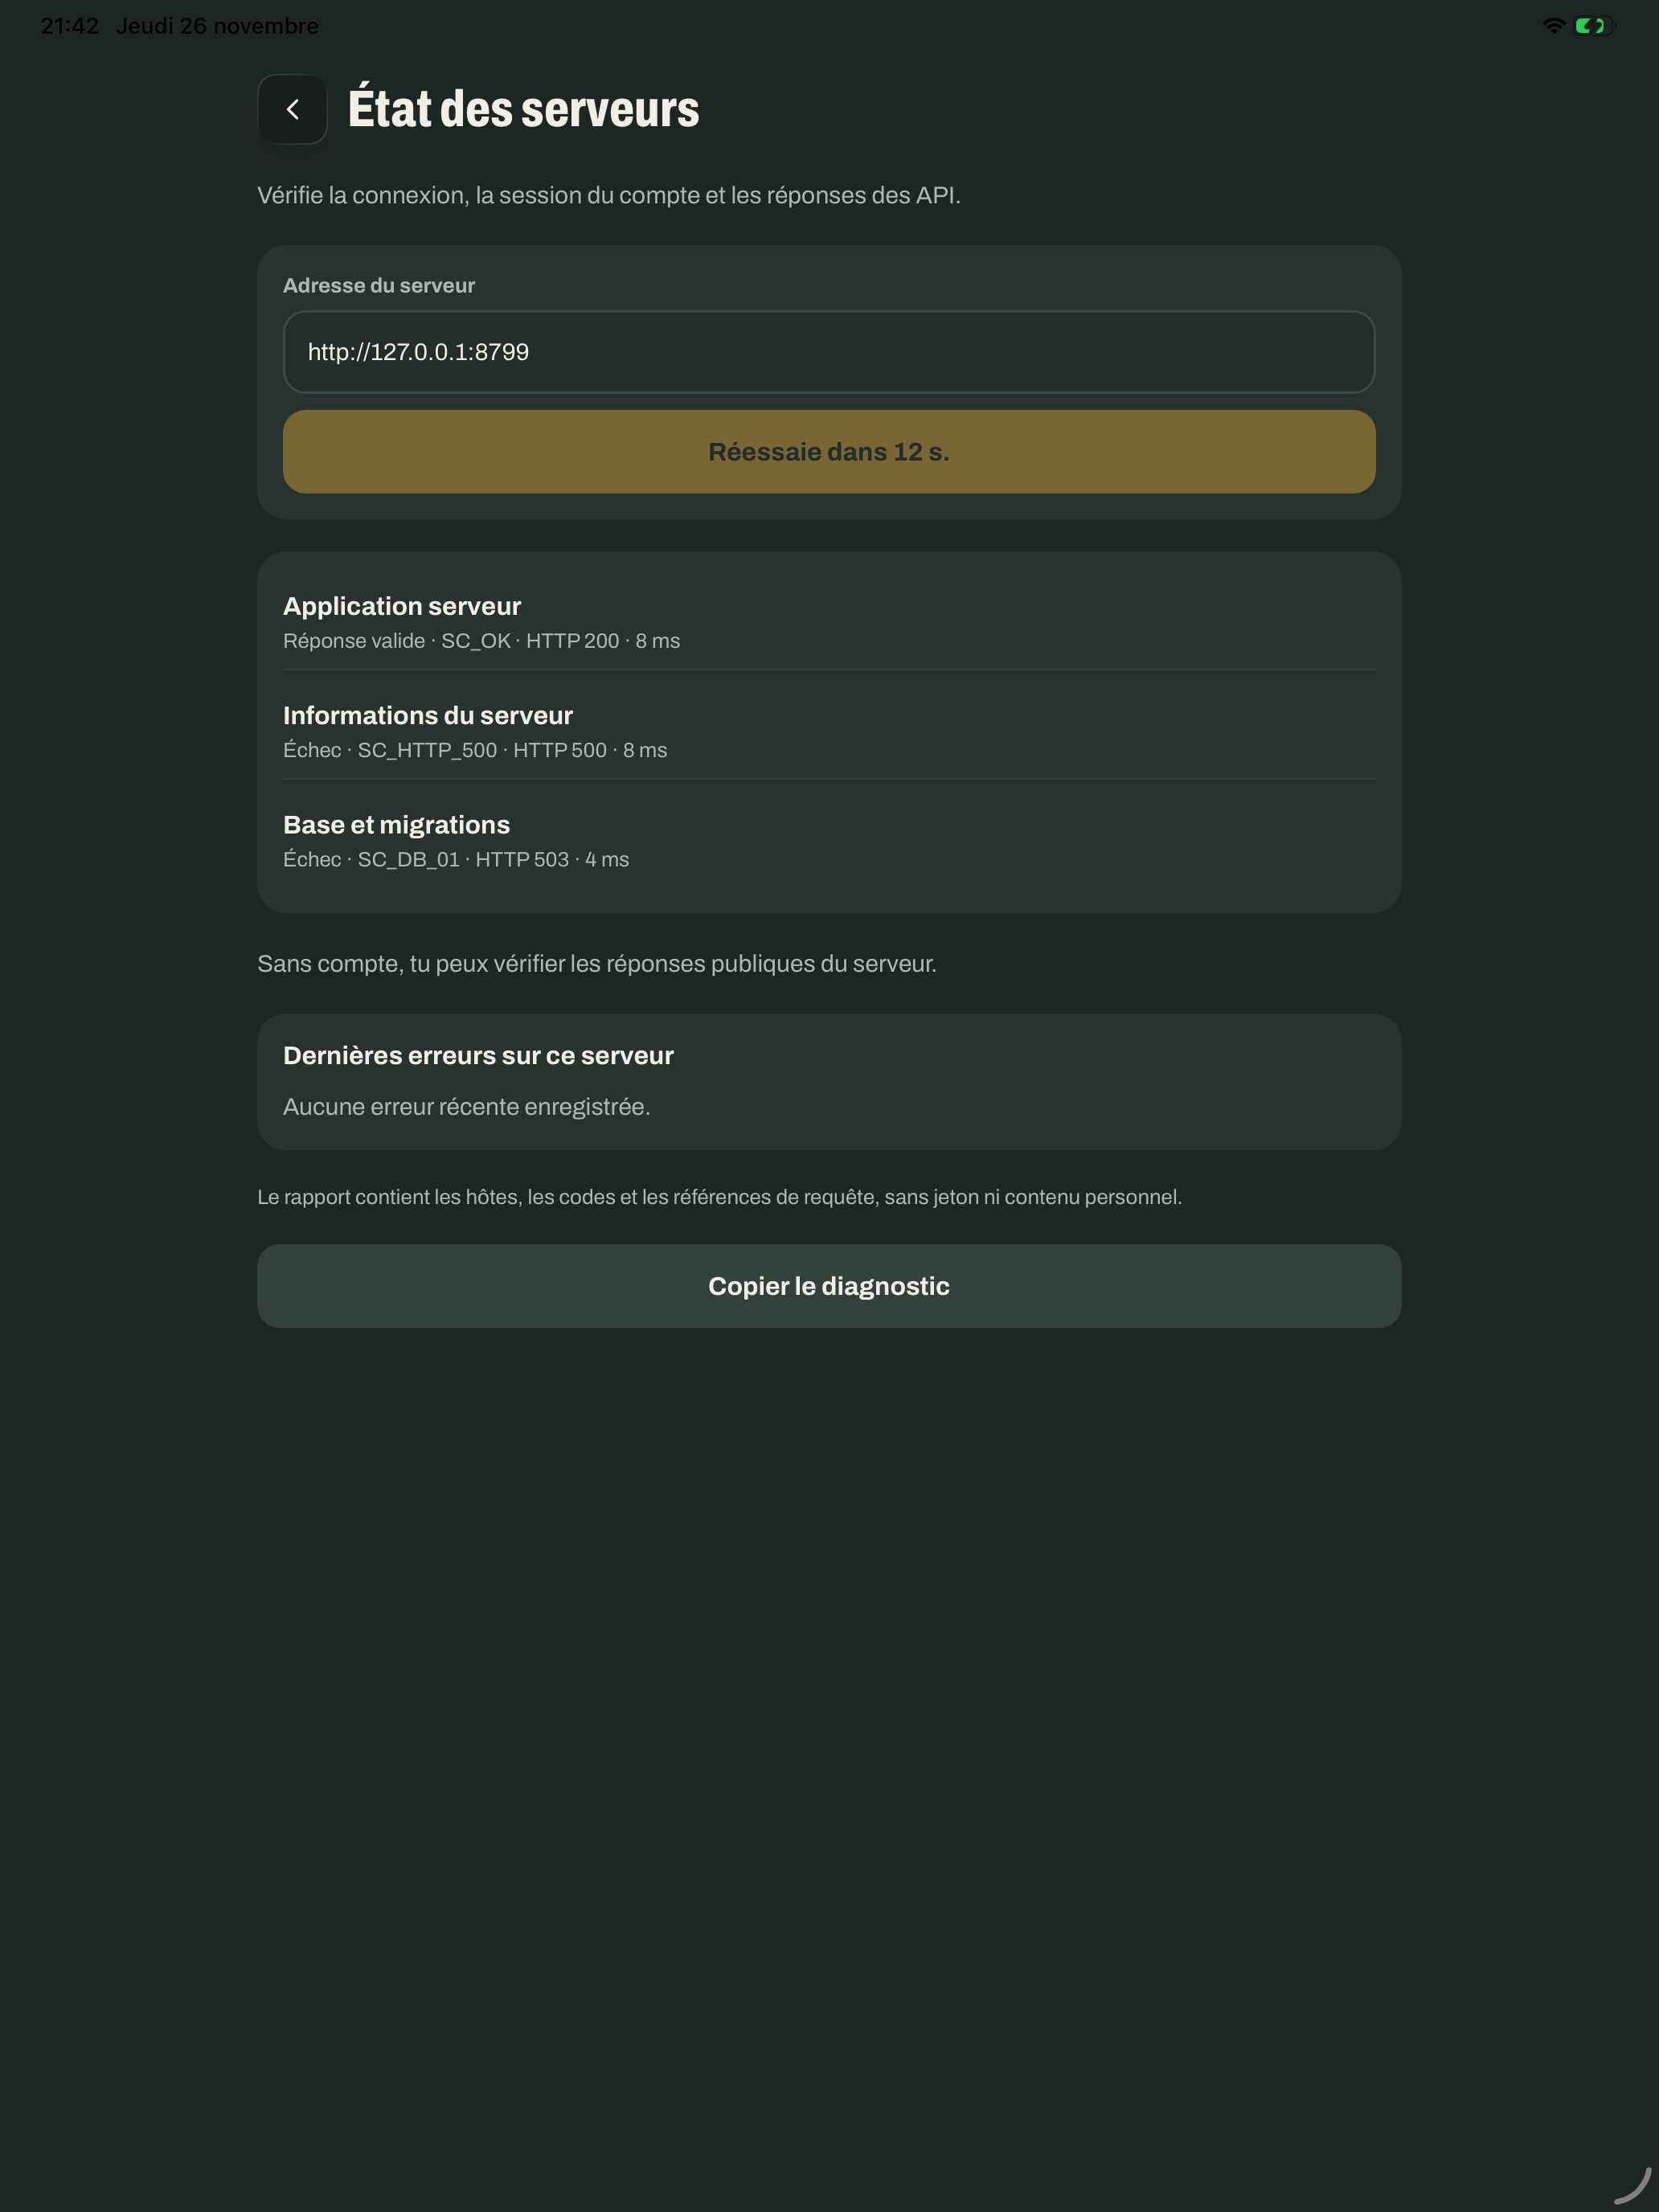 21:42 Jeudi 26 novembre
État des serveurs
Vérifie la connexion, la session du compte et les réponses des API.
Adresse du serveur
http://127.0.0.1:8799
Réessaie dans 12 s.
Application serveur
Réponse valide · SC_OK · HTTP 200 · 8 ms
Informations du serveur
Échec · SC_HTTP_500 · HTTP 500 · 8 ms
Base et migrations
Échec · SC_DB_01 · HTTP 503 · 4 ms
Sans compte, tu peux vérifier les réponses publiques du serveur.
Dernières erreurs sur ce serveur
Aucune erreur récente enregistrée.
Le rapport contient les hôtes, les codes et les références de requête, sans jeton ni contenu personnel.
Copier le diagnostic